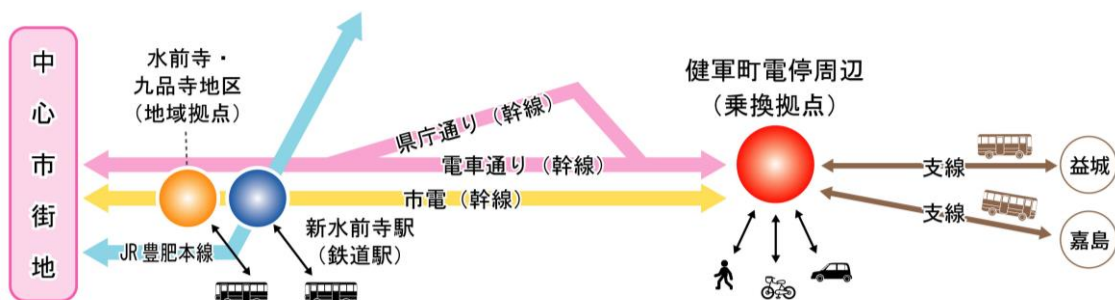 中心市街地
水前寺・
九品寺地区
(地域拠点)
県庁通り(幹線)
電車通り(幹線)
市電(幹線)
JR豊肥本線
新水前寺駅
(鉄道駅)
健軍町電停周辺
(乗換拠点)
支線
益城
支線
嘉島